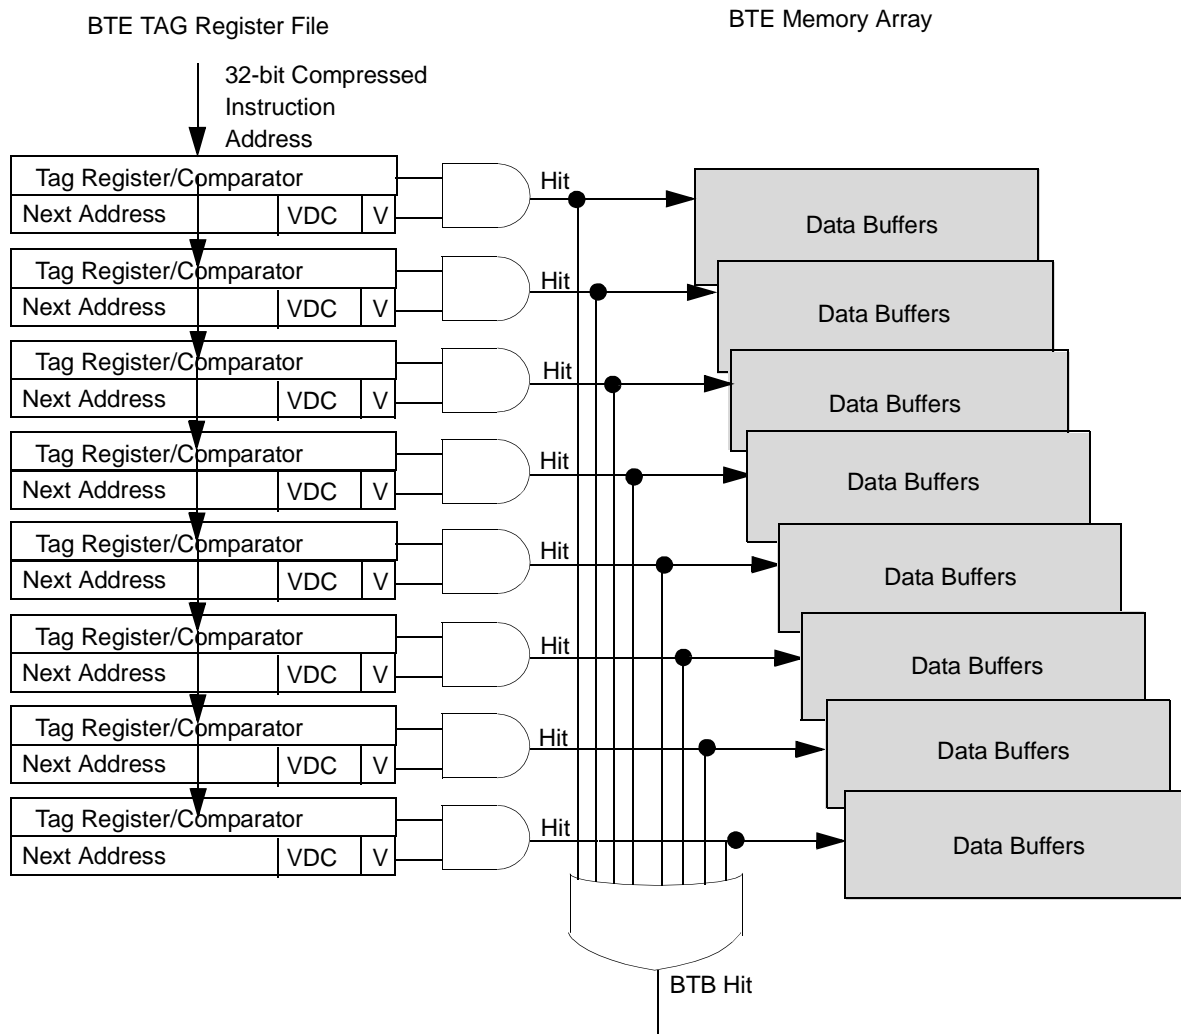 BTE TAG Register File
BTE Memory Array
32-bit Compressed
Instruction
Address
Tag Register/Comparator
Next Address VDC V
Hit
Data Buffers
Tag Register/Comparator
Next Address VDC V
Hit
Data Buffers
Tag Register/Comparator
Next Address VDC V
Hit
Data Buffers
Tag Register/Comparator
Next Address VDC V
Hit
Data Buffers
Tag Register/Comparator
Next Address VDC V
Hit
Data Buffers
Tag Register/Comparator
Next Address VDC V
Hit
Data Buffers
Tag Register/Comparator
Next Address VDC V
Hit
Data Buffers
Tag Register/Comparator
Next Address VDC V
Hit
Data Buffers
BTB Hit